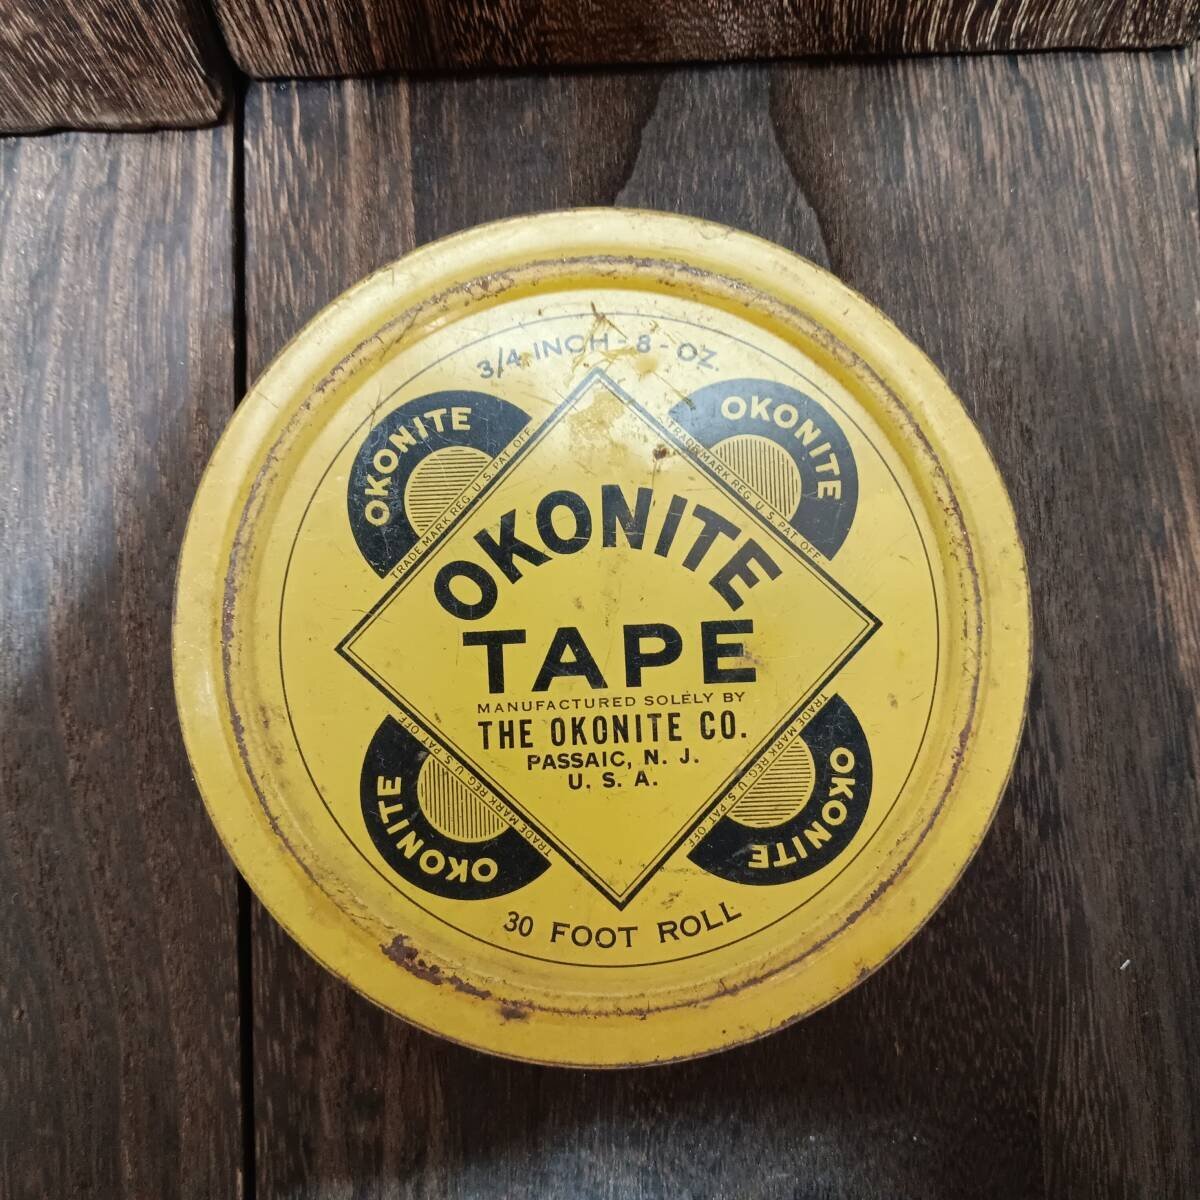 3/4 INCH - 8 - OZ.
OKONITE
TRADE MARK REG. U.S. PAT. OFF.
OKONITE
TRADE MARK REG. U.S. PAT. OFF.
OKONITE
TAPE
MANUFACTURED SOLELY BY
THE OKONITE CO.
PASSAIC, N. J.
U. S. A.
OKONITE
TRADE MARK REG. U.S. PAT. OFF.
OKONITE
TRADE MARK REG. U.S. PAT. OFF.
30 FOOT ROLL